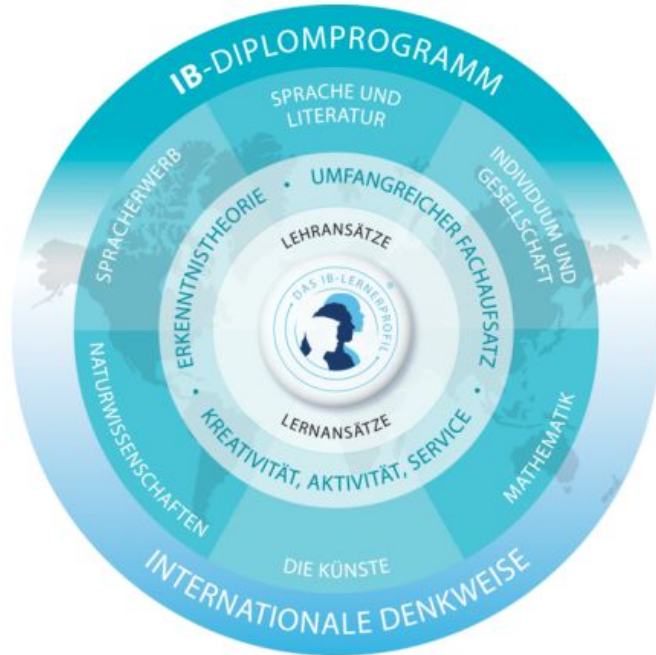 IB-DIPLOMPROGRAMM
SPRACHE UND
LITERATUR
SPRACHERWERB
INDIVIDUUM UND
GESELLSCHAFT
ERKENNTNISTHEORIE • UMFANGREICHER FACHAUFSATZ •
LEHRANSÄTZE
DAS IB-LERNERPROFIL ®
LERNANSÄTZE
• KREATIVITÄT, AKTIVITÄT, SERVICE
NATURWISSENSCHAFTEN
MATHEMATIK
DIE KÜNSTE
INTERNATIONALE DENKWEISE